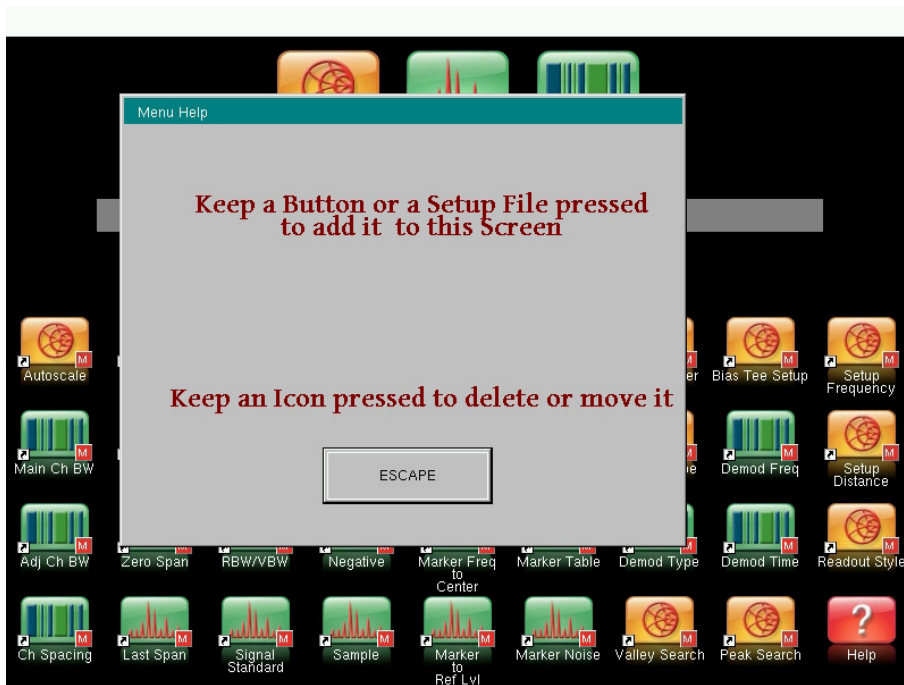 Menu Help
Keep a Button or a Setup File pressed
to add it to this Screen
Keep an Icon pressed to delete or move it
ESCAPE
Autoscale
er
Bias Tee Setup
Setup
Frequency
Main Ch BW
Demod Freq
Setup
Distance
Adj Ch BW
Zero Span
RBW/VBW
Negative
Marker Freq
to
Center
Marker Table
Demod Type
Demod Time
Readout Style
Ch Spacing
Last Span
Signal
Standard
Sample
Marker
to
Ref Lvl
Marker Noise
Valley Search
Peak Search
?
Help